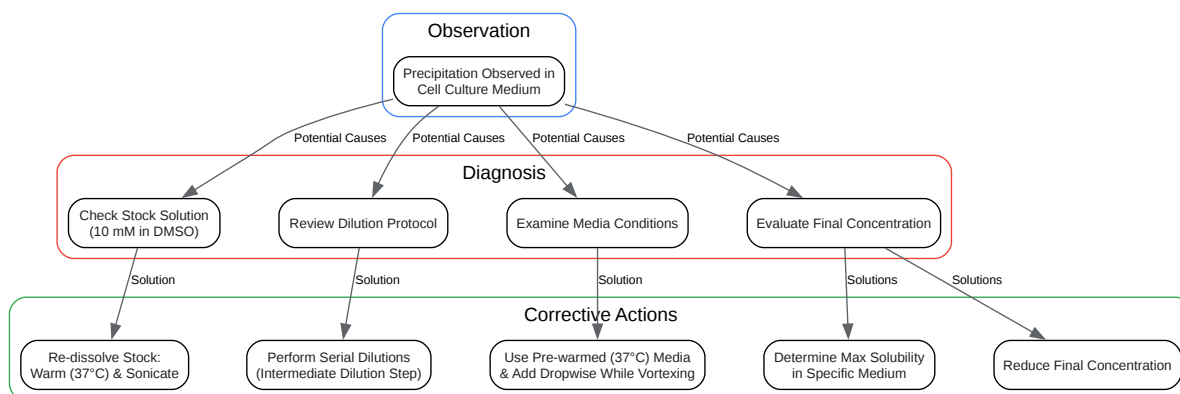 Observation
Precipitation Observed in
Cell Culture Medium
Potential Causes
Potential Causes
Potential Causes
Potential Causes
Diagnosis
Check Stock Solution
(10 mM in DMSO)
Review Dilution Protocol
Examine Media Conditions
Evaluate Final Concentration
Solution
Solution
Solution
Solutions
Solutions
Corrective Actions
Re-dissolve Stock:
Warm (37°C) & Sonicate
Perform Serial Dilutions
(Intermediate Dilution Step)
Use Pre-warmed (37°C) Media
& Add Dropwise While Vortexing
Determine Max Solubility
in Specific Medium
Reduce Final Concentration